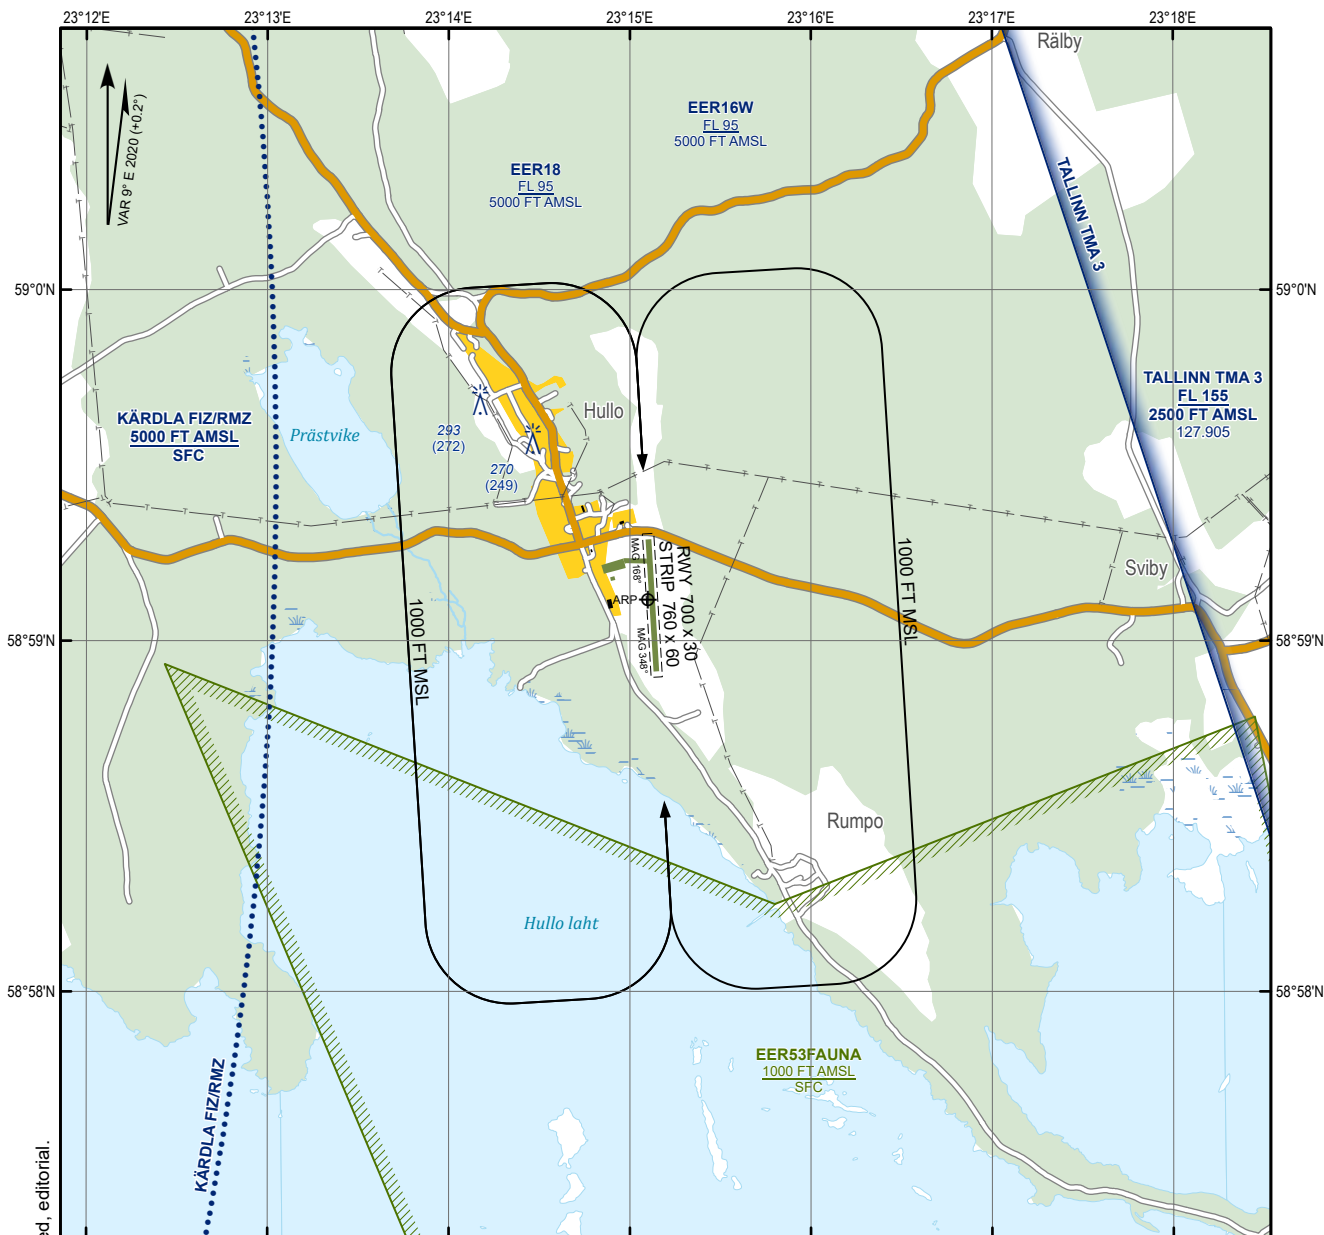 23°12'E
23°13'E
23°14'E
23°15'E
23°16'E
23°17'E
23°18'E
Rälby
VAR 9° E 2020 (+0.2°)
EER16W
FL 95
5000 FT AMSL
EER18
FL 95
5000 FT AMSL
TALLINN TMA 3
59°0'N
59°0'N
TALLINN TMA 3
FL 155
2500 FT AMSL
127.905
KÄRDLA FIZ/RMZ
5000 FT AMSL
SFC
Prästvike
Hullo
293
(272)
270
(249)
RWY 700 x 30
STRIP 760 x 60
MAG 168°
ARP
MAG 348°
1000 FT MSL
1000 FT MSL
Sviby
58°59'N
58°59'N
Rumpo
Hullo laht
58°58'N
58°58'N
EER53FAUNA
1000 FT AMSL
SFC
KÄRDLA FIZ/RMZ
editorial.